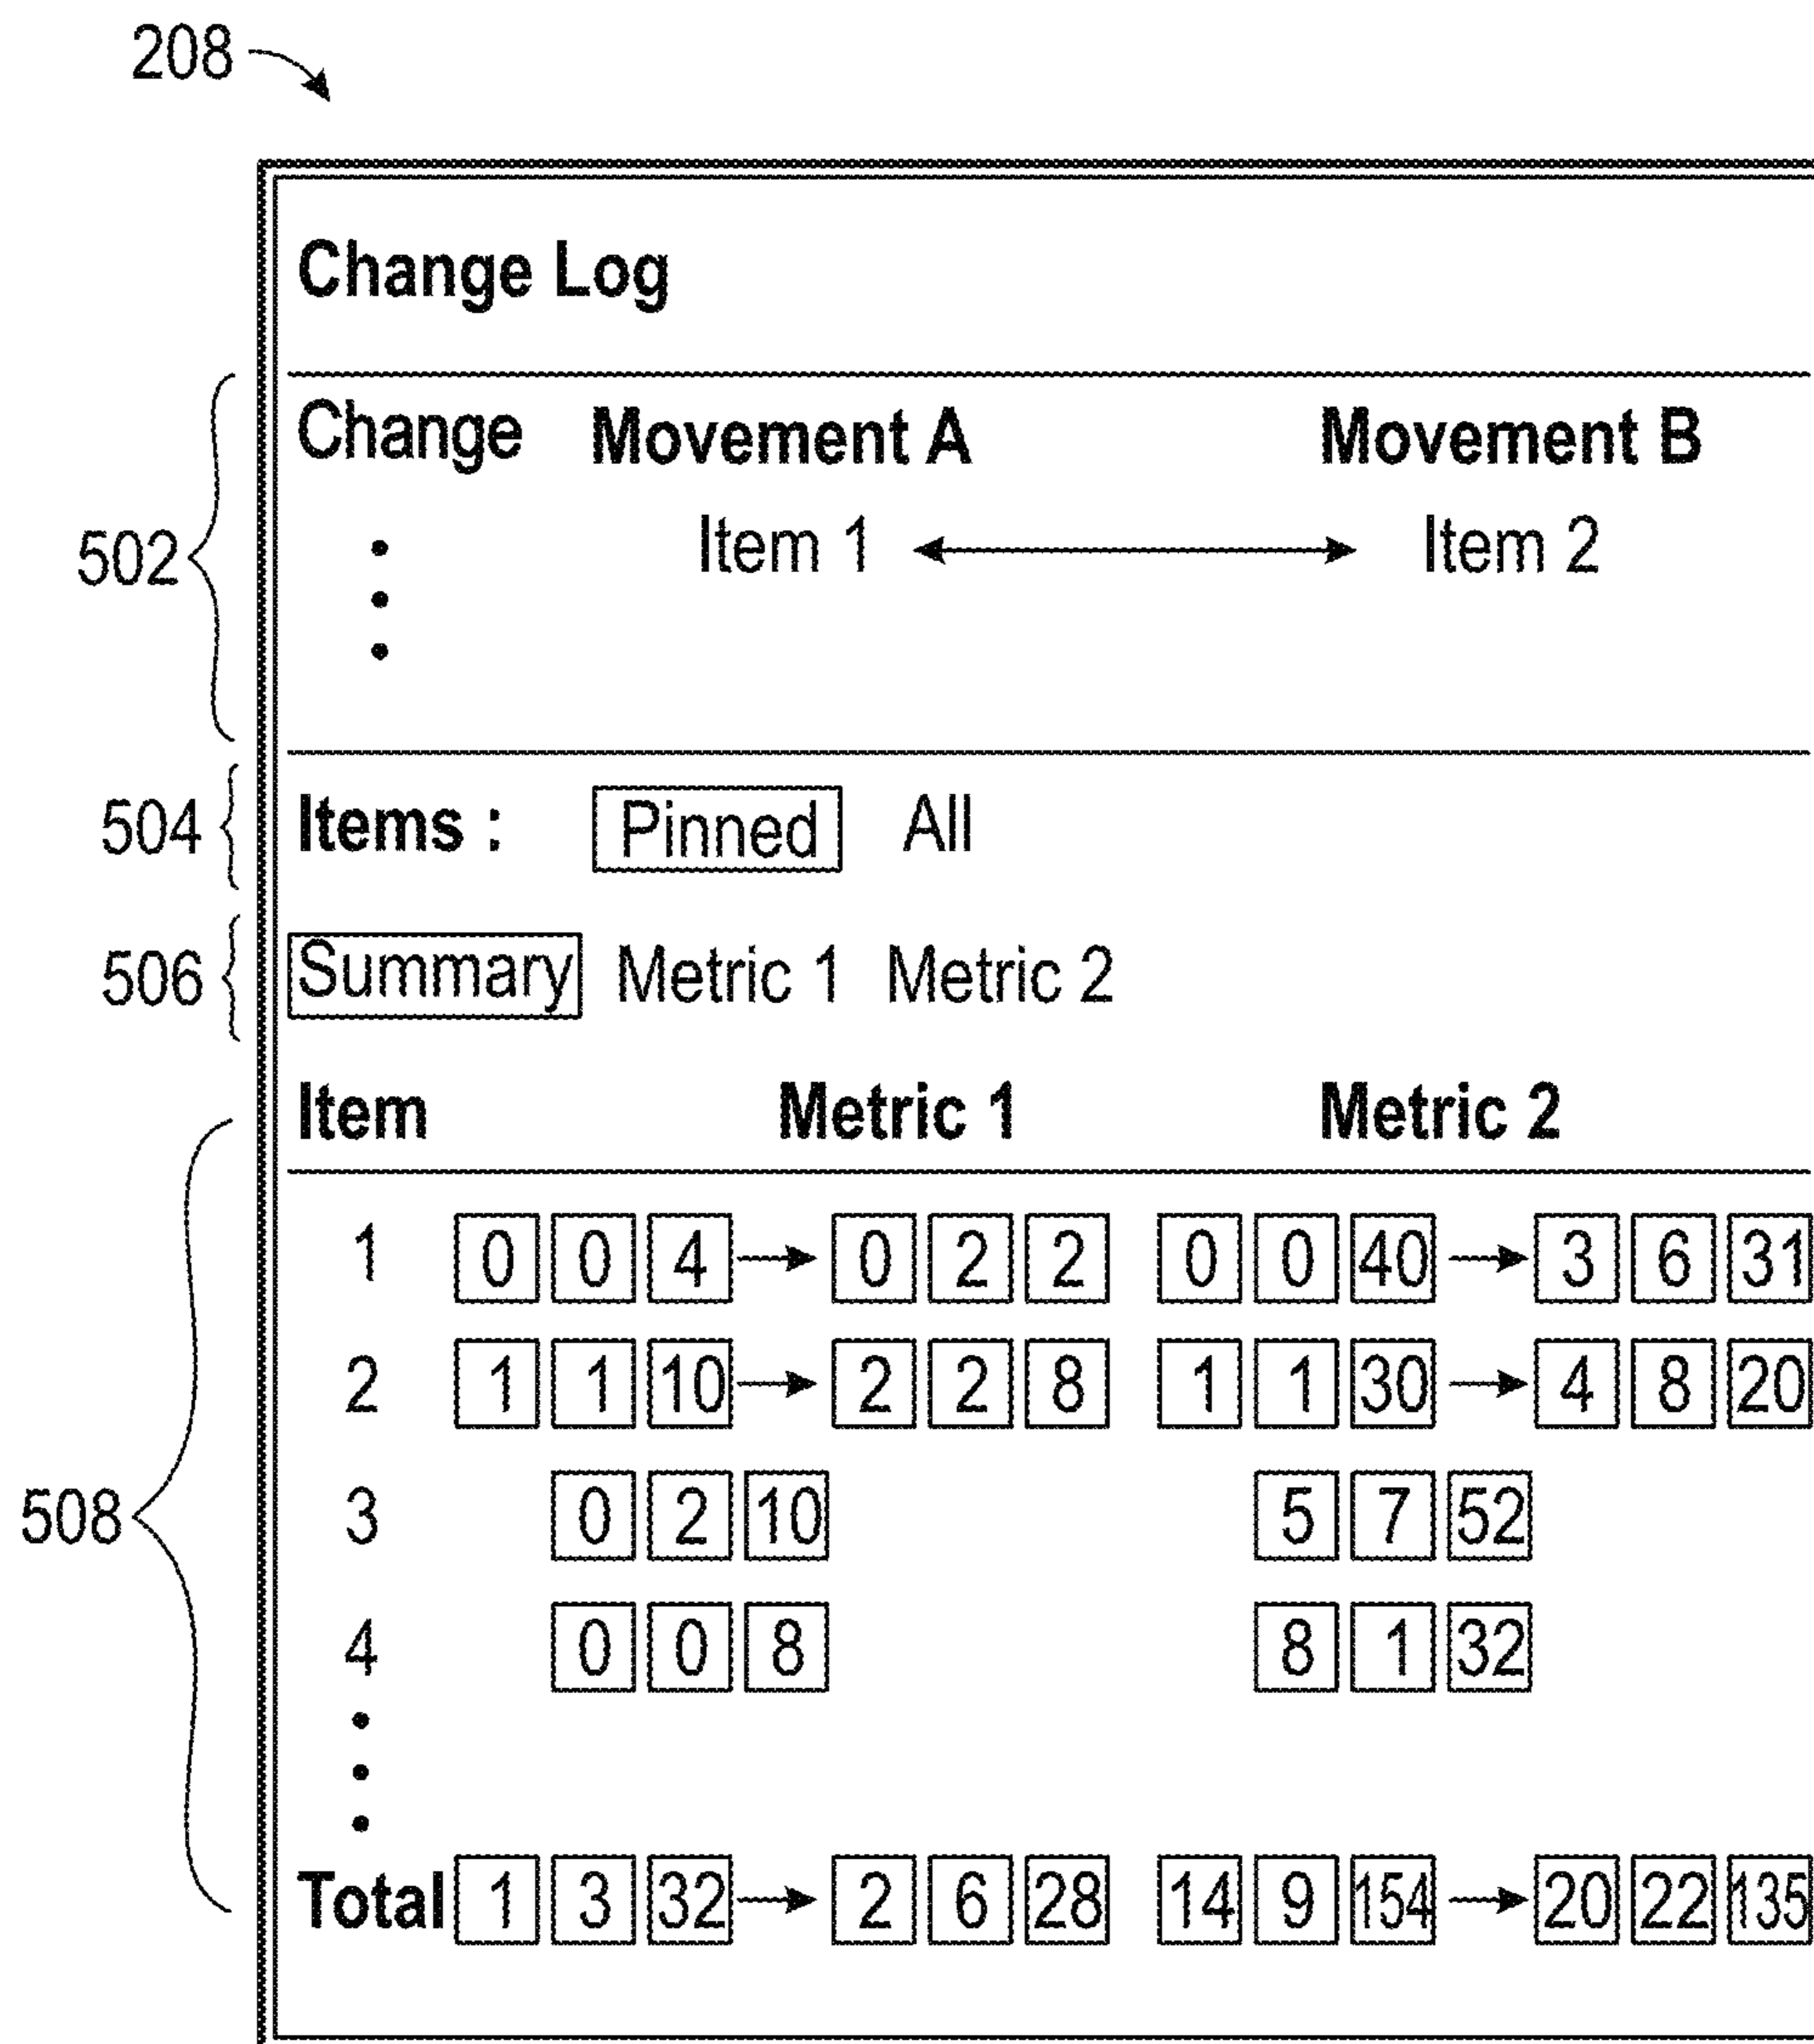 208
Change Log
Change Movement A Movement B
502 Item 1 Item 2
504 Items : Pinned All
506 Summary Metric 1 Metric 2
Item Metric 1 Metric 2
1 0 0 4 0 2 2 0 0 40 3 6 31
2 1 1 10 2 2 8 1 1 30 4 8 20
508 3 0 2 10 5 7 52
4 0 0 8 8 1 32
Total 1 3 32 2 6 28 14 9 154 20 22 135